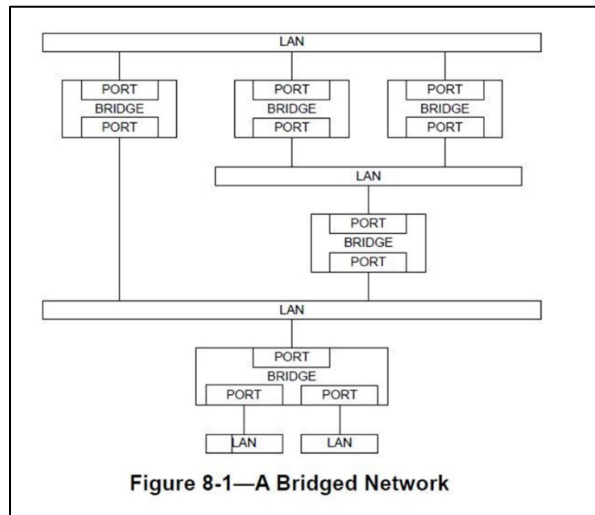 LAN
PORT PORT PORT
BRIDGE BRIDGE BRIDGE
PORT PORT PORT
LAN
PORT
BRIDGE
PORT
LAN
PORT
BRIDGE
PORT PORT
LAN LAN
Figure 8-1—A Bridged Network